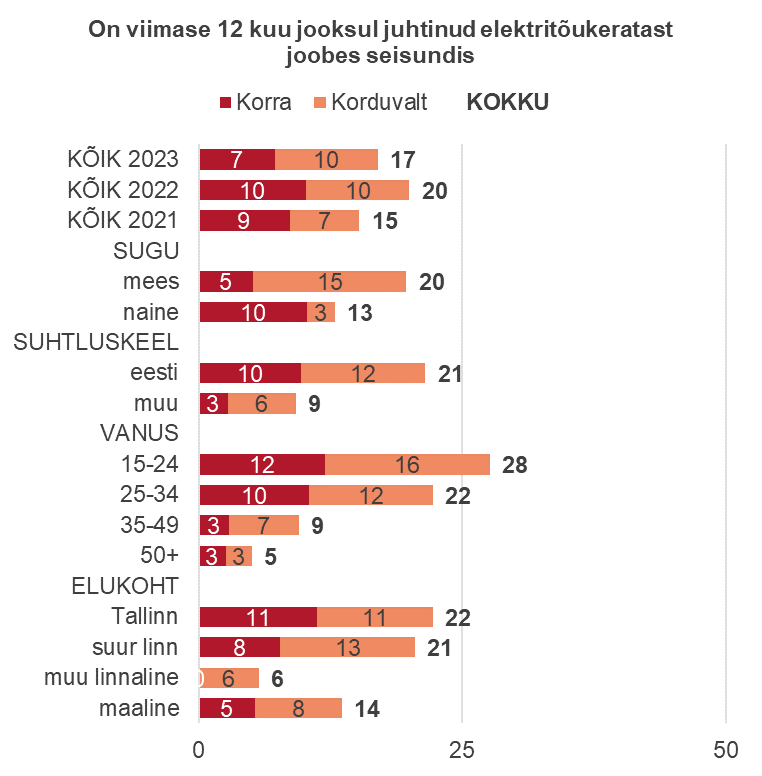 On viimase 12 kuu jooksul juhtinud elektritõukeratast
joobes seisundis
Korra Korduvalt KOKKU
KÕIK 2023 7 10 17
KÕIK 2022 10 10 20
KÕIK 2021 9 7 15
SUGU
mees 5 15 20
naine 10 3 13
SUHTLUSKEEL
eesti 10 12 21
muu 3 6 9
VANUS
15-24 12 16 28
25-34 10 12 22
35-49 3 7 9
50+ 3 3 5
ELUKOHT
Tallinn 11 11 22
suur linn 8 13 21
muu linnaline 0 6 6
maaline 5 8 14
0 25 50